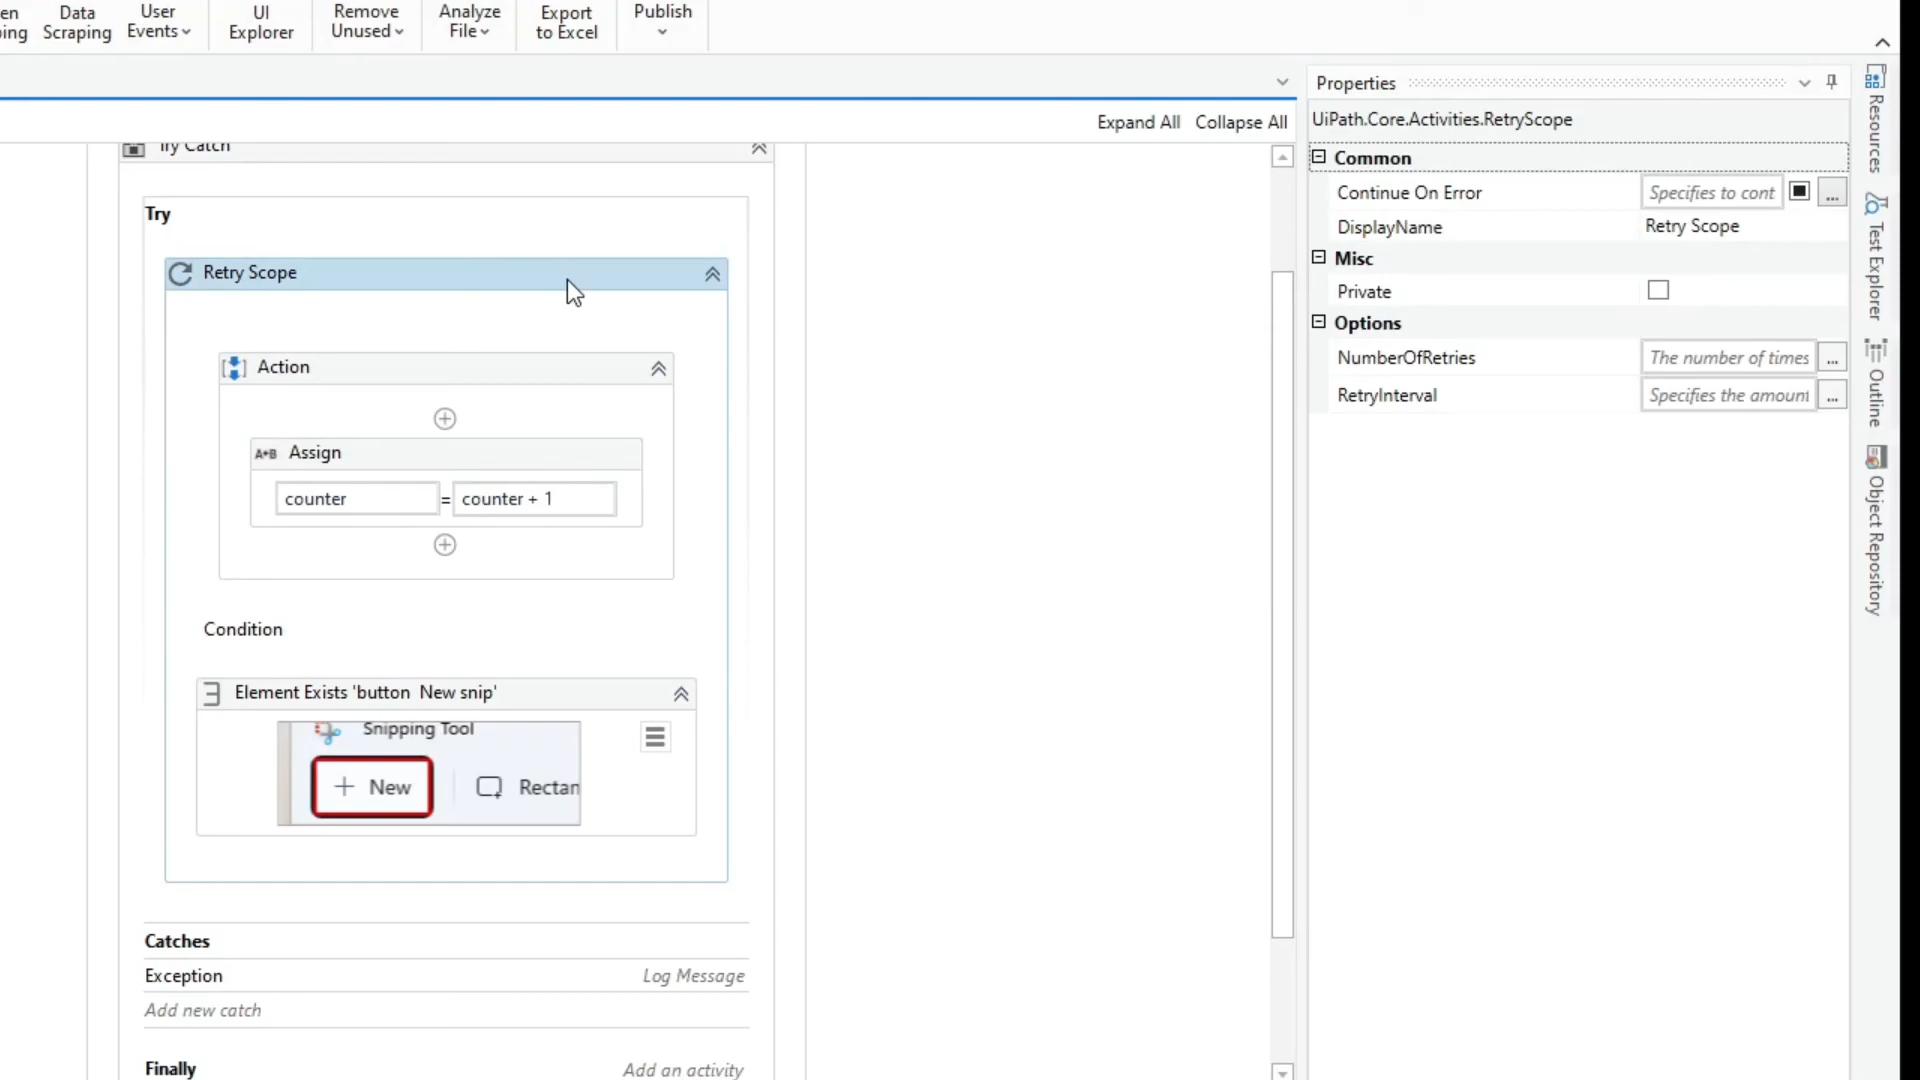 Data
Scraping
User
Events
UI
Explorer
Remove
Unused
Analyze
File
Export
to Excel
Publish
Expand All Collapse All
Try Catch
Try
Retry Scope
Action
A+B Assign
counter = counter + 1
Condition
Element Exists 'button New snip'
Snipping Tool
+ New
Rectan
Catches
Exception Log Message
Add new catch
Finally Add an activity
Properties
UiPath.Core.Activities.RetryScope
Common
Continue On Error Specifies to cont ...
DisplayName Retry Scope
Misc
Private
Options
NumberOfRetries The number of times ...
RetryInterval Specifies the amount ...
Resources
Test Explorer
Outline
Object Repository